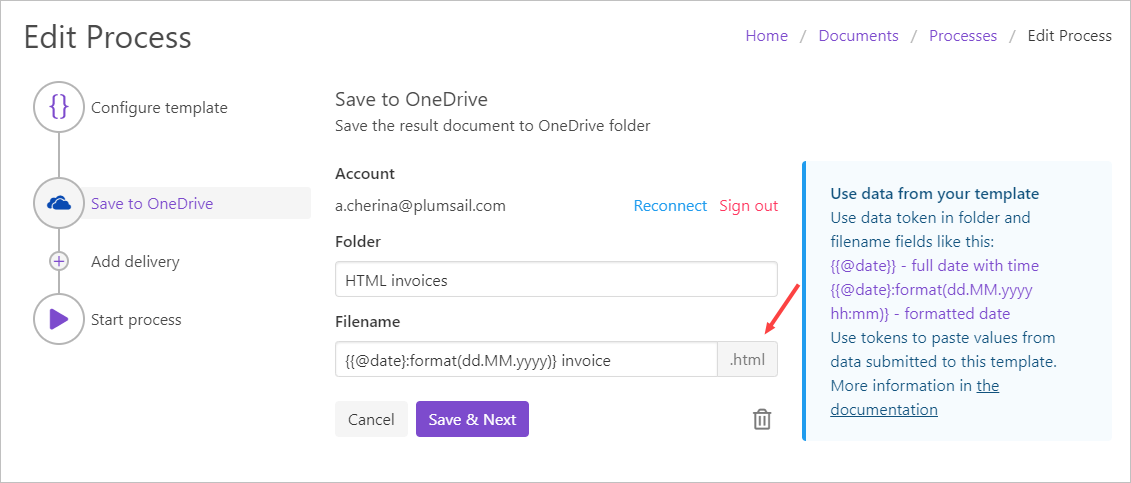 Edit Process
Home / Documents / Processes / Edit Process
{} Configure template
Save to OneDrive
Add delivery
Start process
Save to OneDrive
Save the result document to OneDrive folder
Account
a.cherina@plumsail.com Reconnect Sign out
Folder
HTML invoices
Filename
{{@date}:format(dd.MM.yyyy)} invoice .html
Cancel Save & Next
Use data from your template
Use data token in folder and
filename fields like this:
{{@date}} - full date with time
{{@date}:format(dd.MM.yyyy
hh:mm)} - formatted date
Use tokens to paste values from
data submitted to this template.
More information in the
documentation